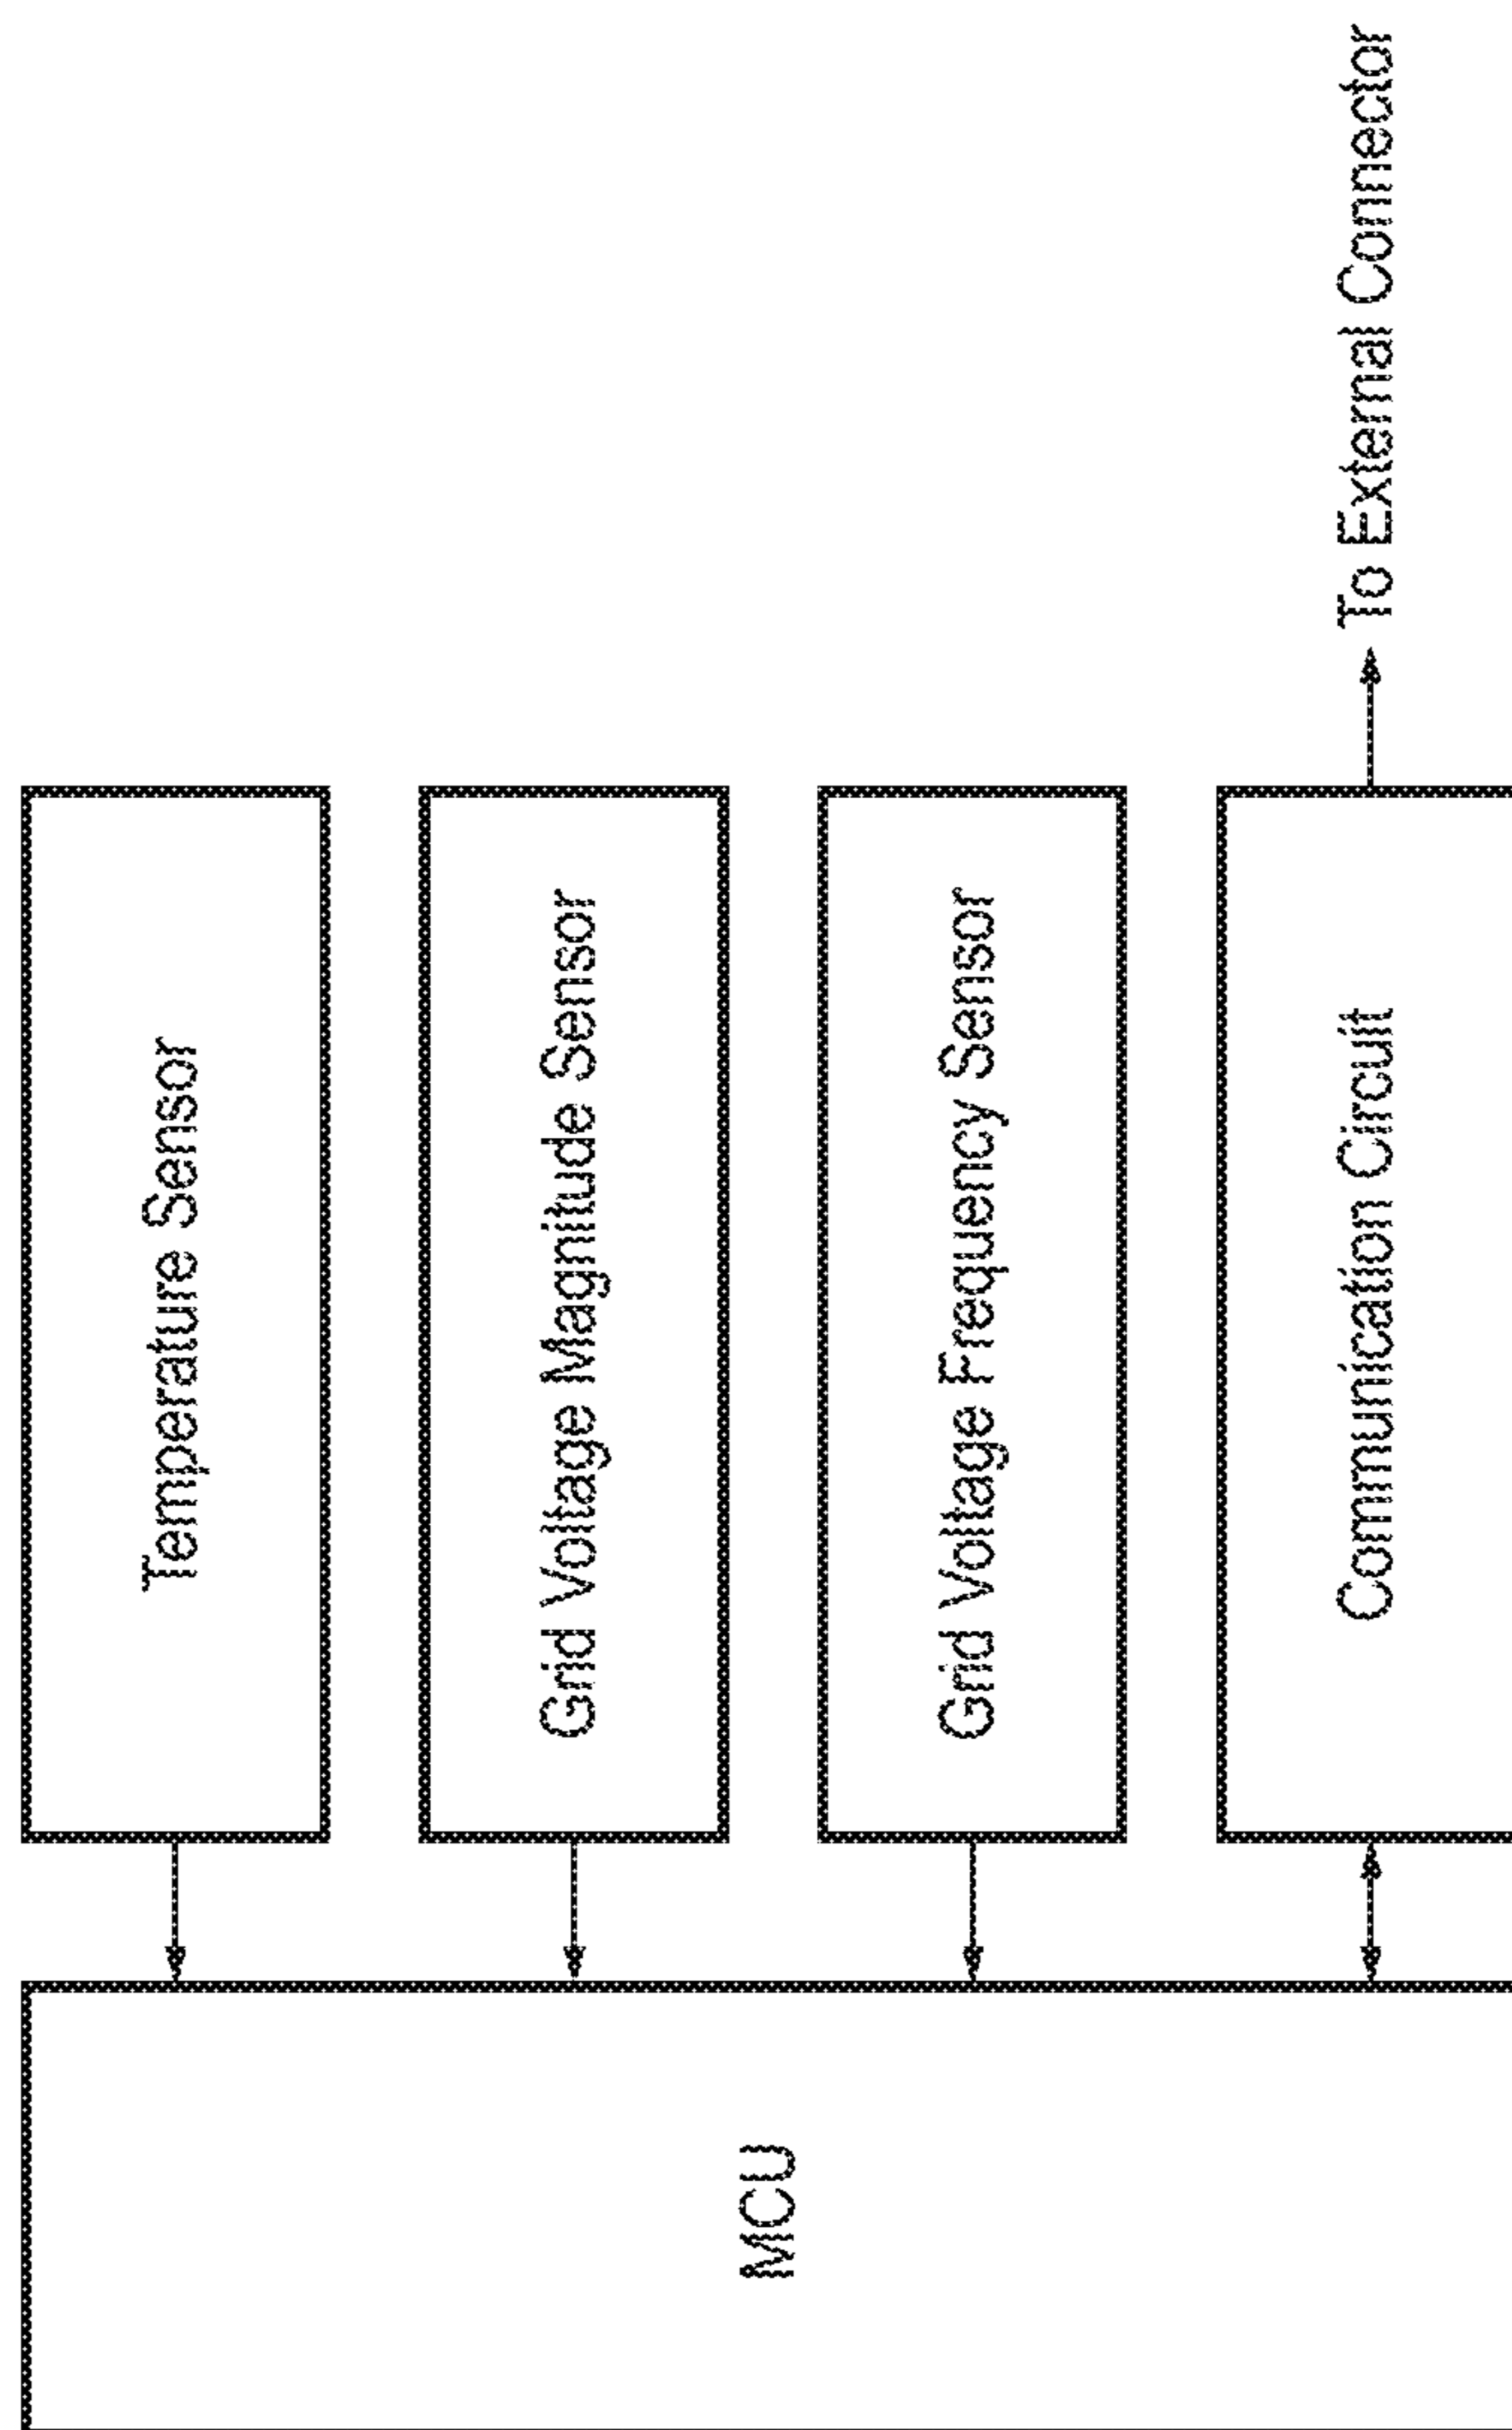 Temperature Sensor
Grid Voltage Magnitude Sensor
Grid Voltage Frequency Sensor
Communication Circuit
To External Connector
MCU